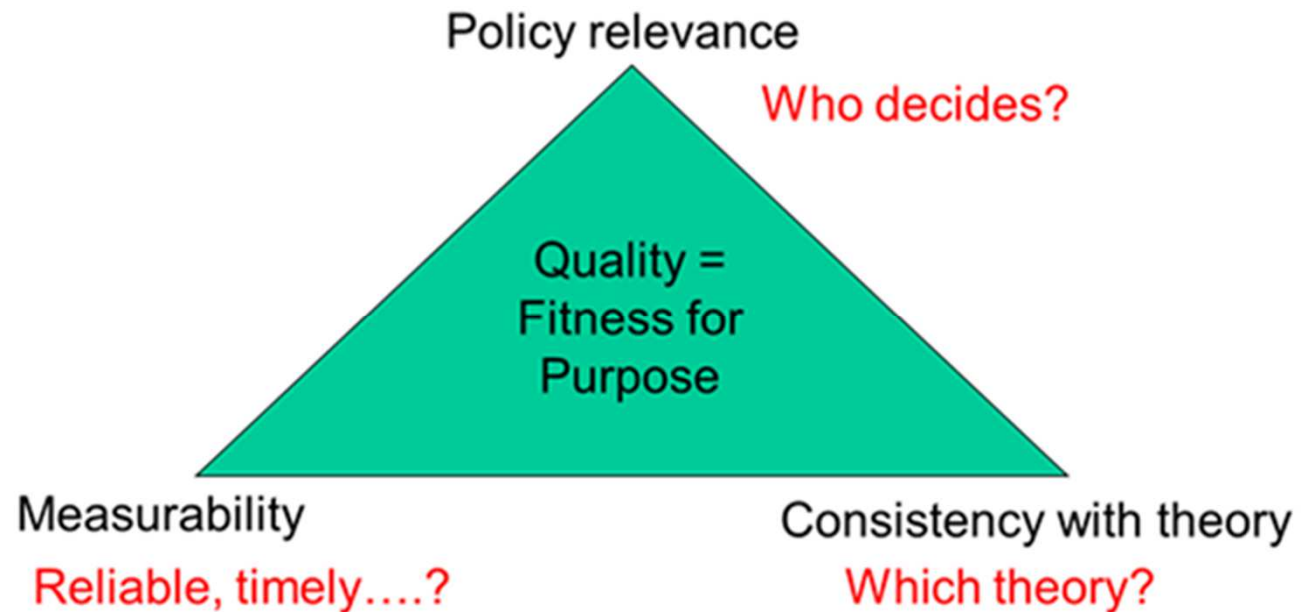 Policy relevance
Who decides?
Quality =
Fitness for
Purpose
Measurability
Consistency with theory
Reliable, timely….?
Which theory?